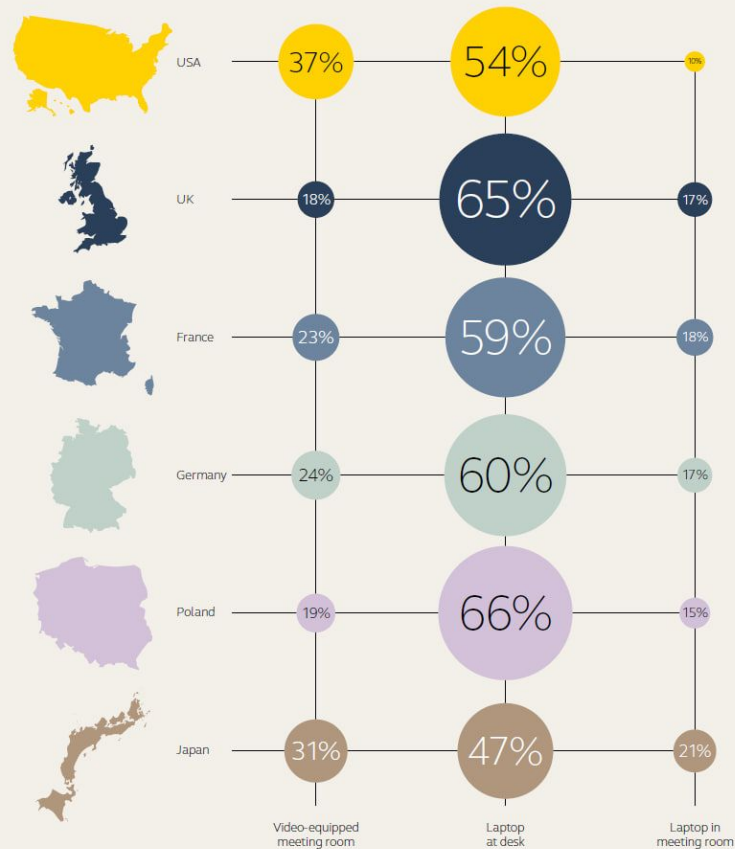 USA
37%
54%
10%
UK
18%
65%
17%
France
23%
59%
18%
Germany
24%
60%
17%
Poland
19%
66%
15%
Japan
31%
47%
21%
Video-equipped
meeting room
Laptop
at desk
Laptop in
meeting room